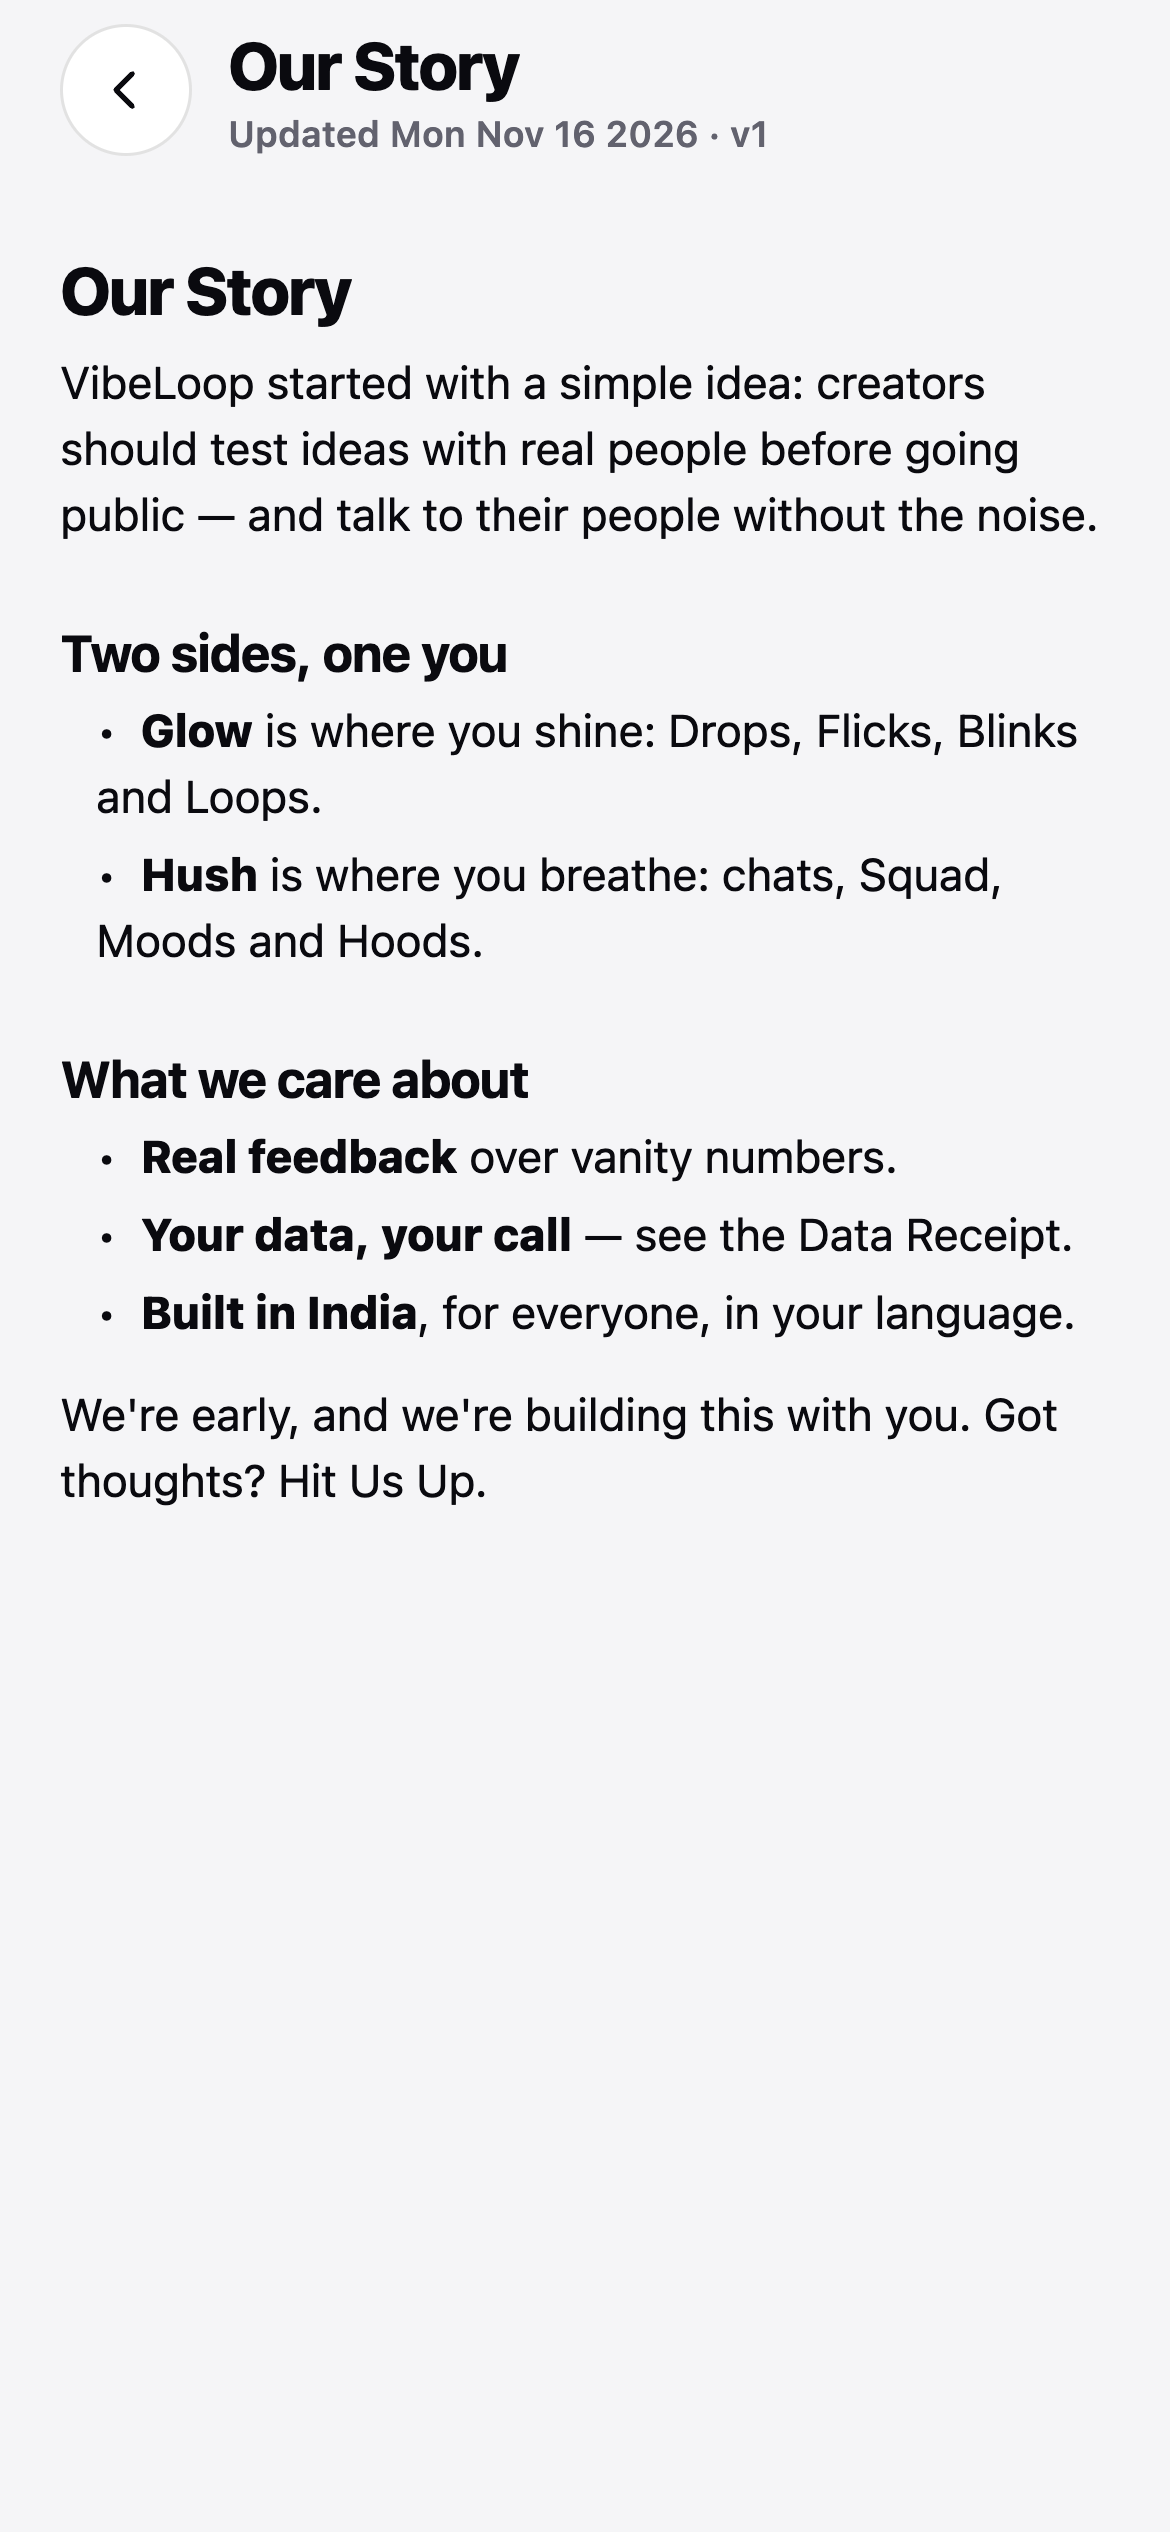 Our Story
Updated Mon Nov 16 2026 · v1
Our Story
VibeLoop started with a simple idea: creators
should test ideas with real people before going
public — and talk to their people without the noise.
Two sides, one you
• Glow is where you shine: Drops, Flicks, Blinks
and Loops.
• Hush is where you breathe: chats, Squad,
Moods and Hoods.
What we care about
• Real feedback over vanity numbers.
• Your data, your call — see the Data Receipt.
• Built in India, for everyone, in your language.
We're early, and we're building this with you. Got
thoughts? Hit Us Up.